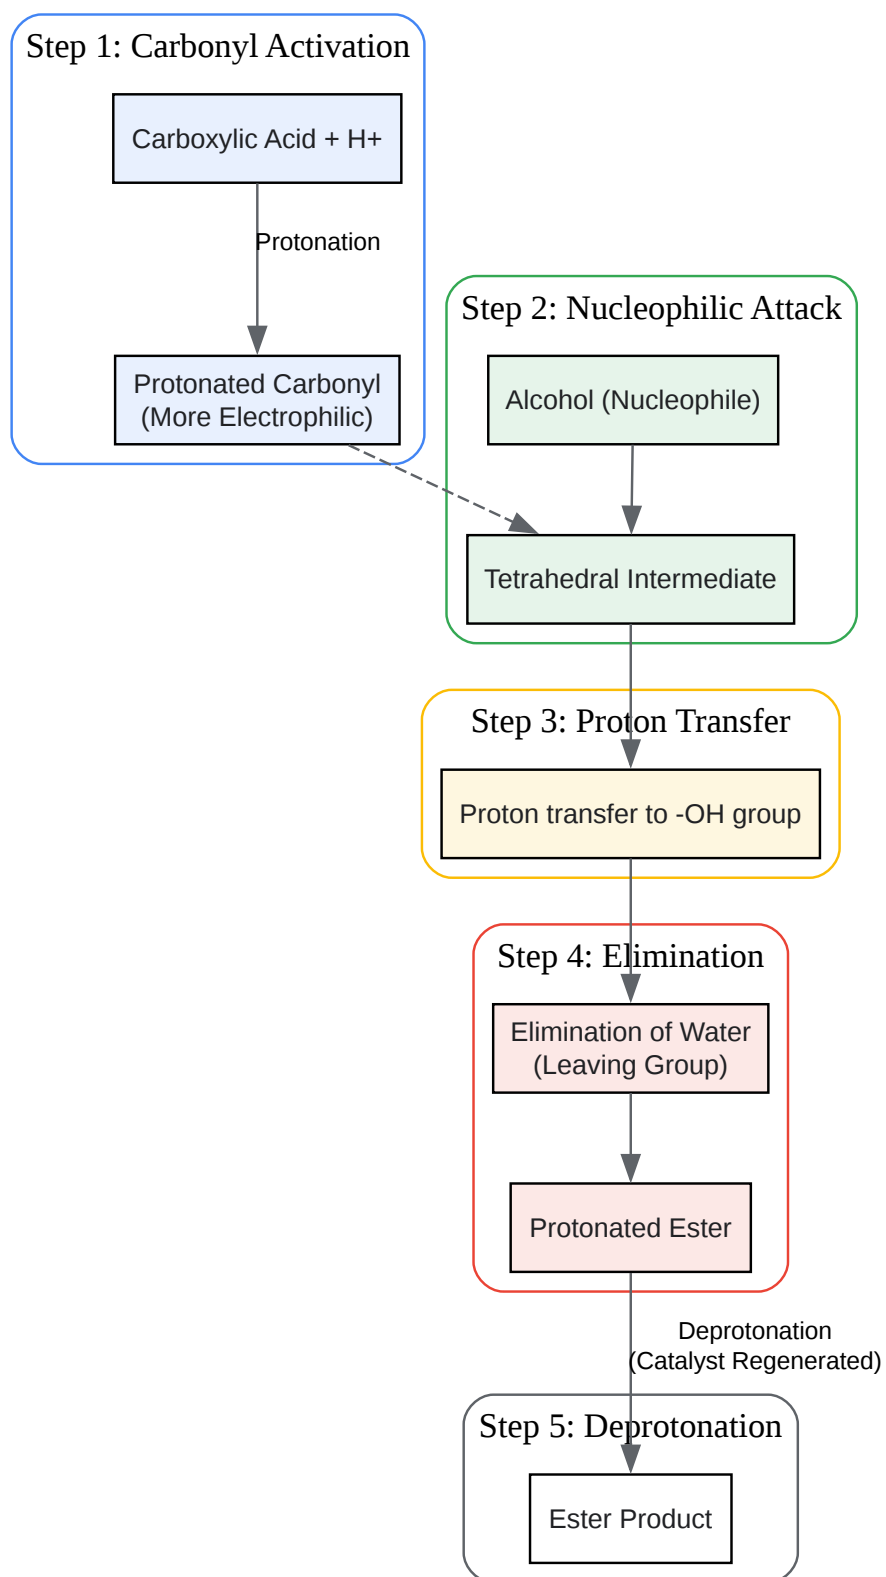 Step 1: Carbonyl Activation
Carboxylic Acid + H+
Protonation
Protonated Carbonyl
(More Electrophilic)
Step 2: Nucleophilic Attack
Alcohol (Nucleophile)
Tetrahedral Intermediate
Step 3: Proton Transfer
Proton transfer to -OH group
Step 4: Elimination
Elimination of Water
(Leaving Group)
Protonated Ester
Deprotonation
(Catalyst Regenerated)
Step 5: Deprotonation
Ester Product